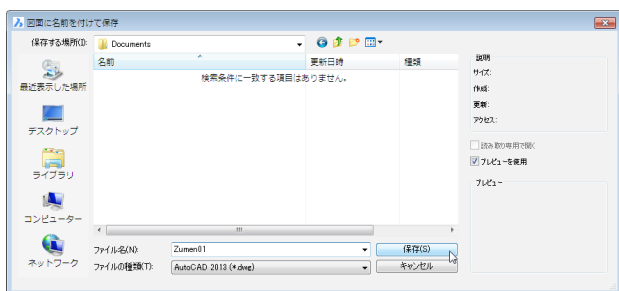 図面に名前を付けて保存
保存する場所(I):
Documents
名前
更新日時
種類
検索条件に一致する項目はありません。
最近表示した場所
デスクトップ
ライブラリ
コンピューター
ネットワーク
ファイル名(N):
Zumen01
保存(S)
ファイルの種類(T):
AutoCAD 2013 (*.dwg)
キャンセル
説明
サイズ:
作成:
更新:
アクセス:
読み取り専用で開く
プレビューを使用
プレビュー